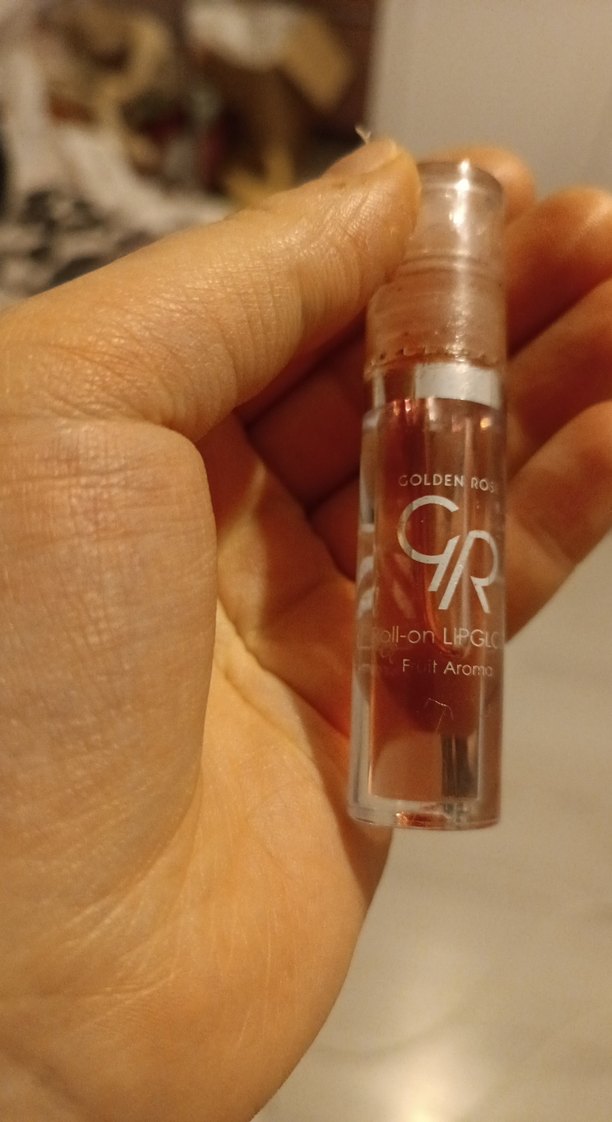 GOLDEN ROS
GR
oll-on LIPGLO
Fruit Aroma